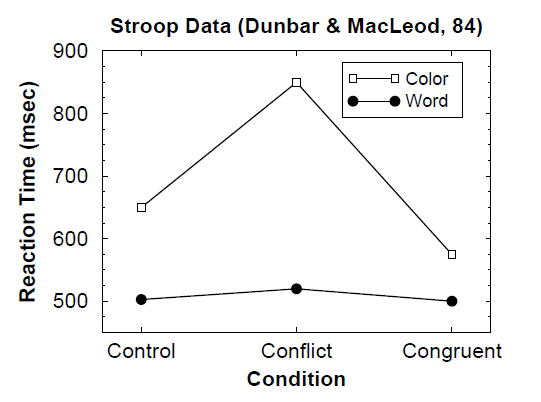 Stroop Data (Dunbar & MacLeod, 84)
900
800
700
600
500
Reaction Time (msec)
Color
Word
Control Conflict Congruent
Condition